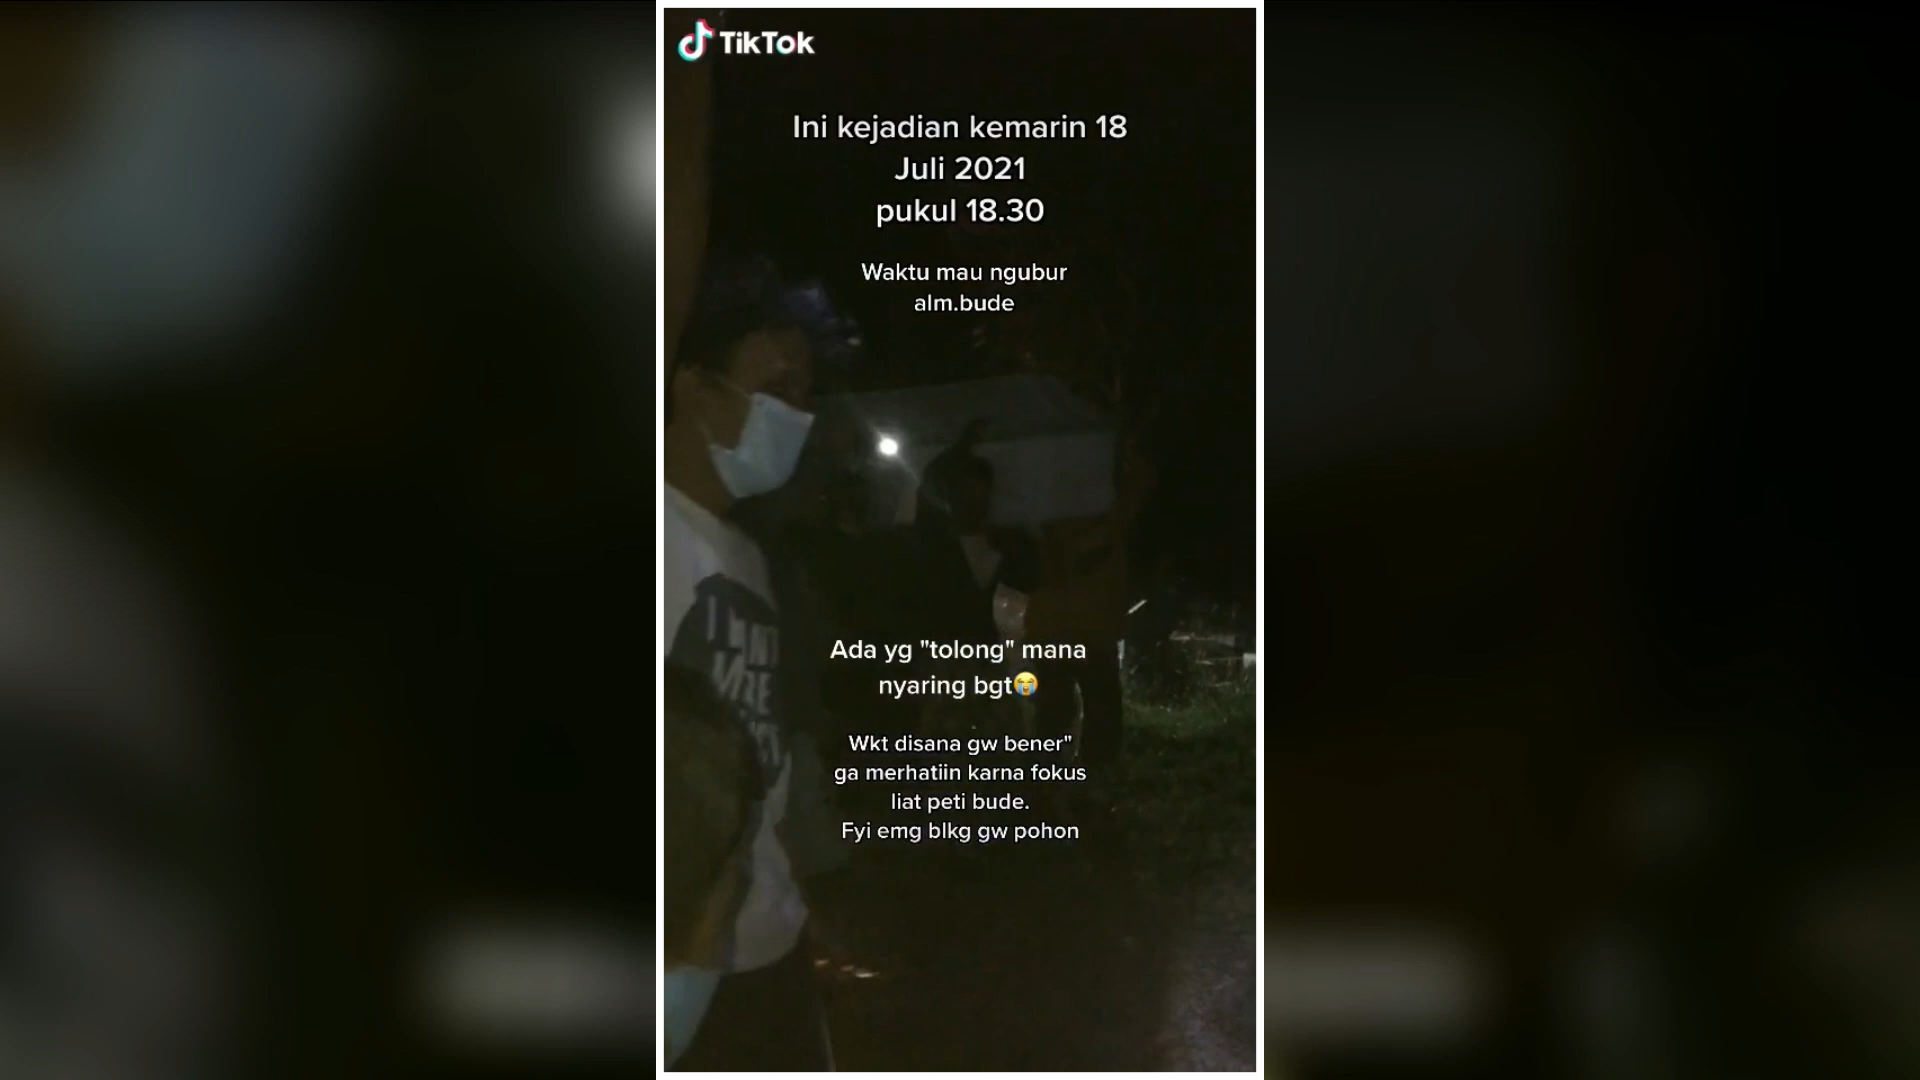 TikTok
Ini kejadian kemarin 18
Juli 2021
pukul 18.30
Waktu mau ngubur
alm.bude
Ada yg "tolong" mana
nyaring bgt😭
Wkt disana gw bener"
ga merhatiin karna fokus
liat peti bude.
Fyi emg blkg gw pohon